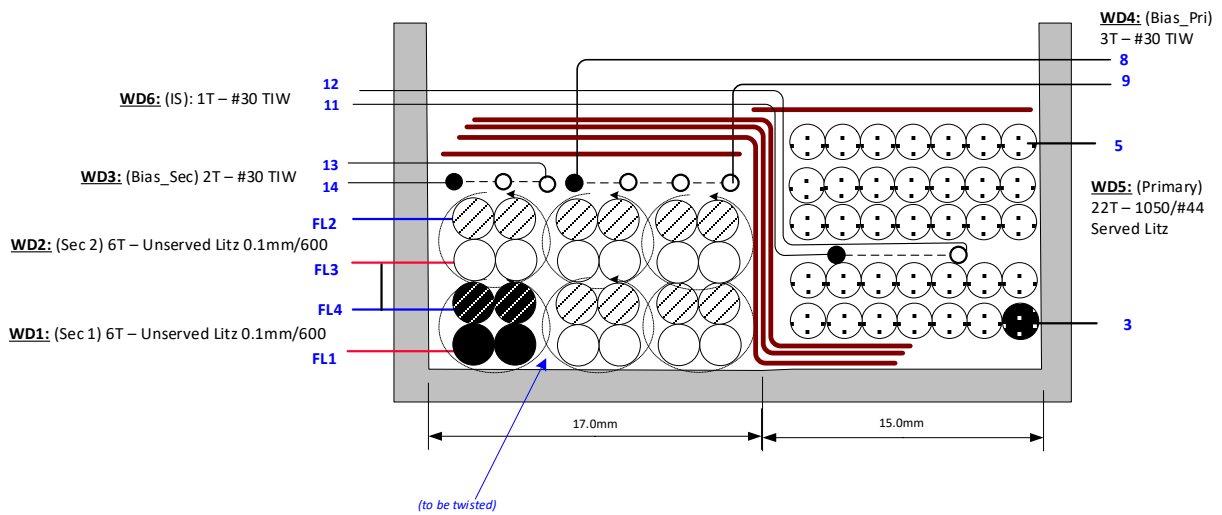 WD4: (Bias_Pri)
3T – #30 TIW
8
9
12
11
WD6: (IS): 1T – #30 TIW
5
13
14
WD3: (Bias_Sec) 2T – #30 TIW
WD5: (Primary)
22T – 1050/#44
Served Litz
FL2
WD2: (Sec 2) 6T – Unserved Litz 0.1mm/600
FL3
FL4
3
WD1: (Sec 1) 6T – Unserved Litz 0.1mm/600
FL1
17.0mm
15.0mm
(to be twisted)